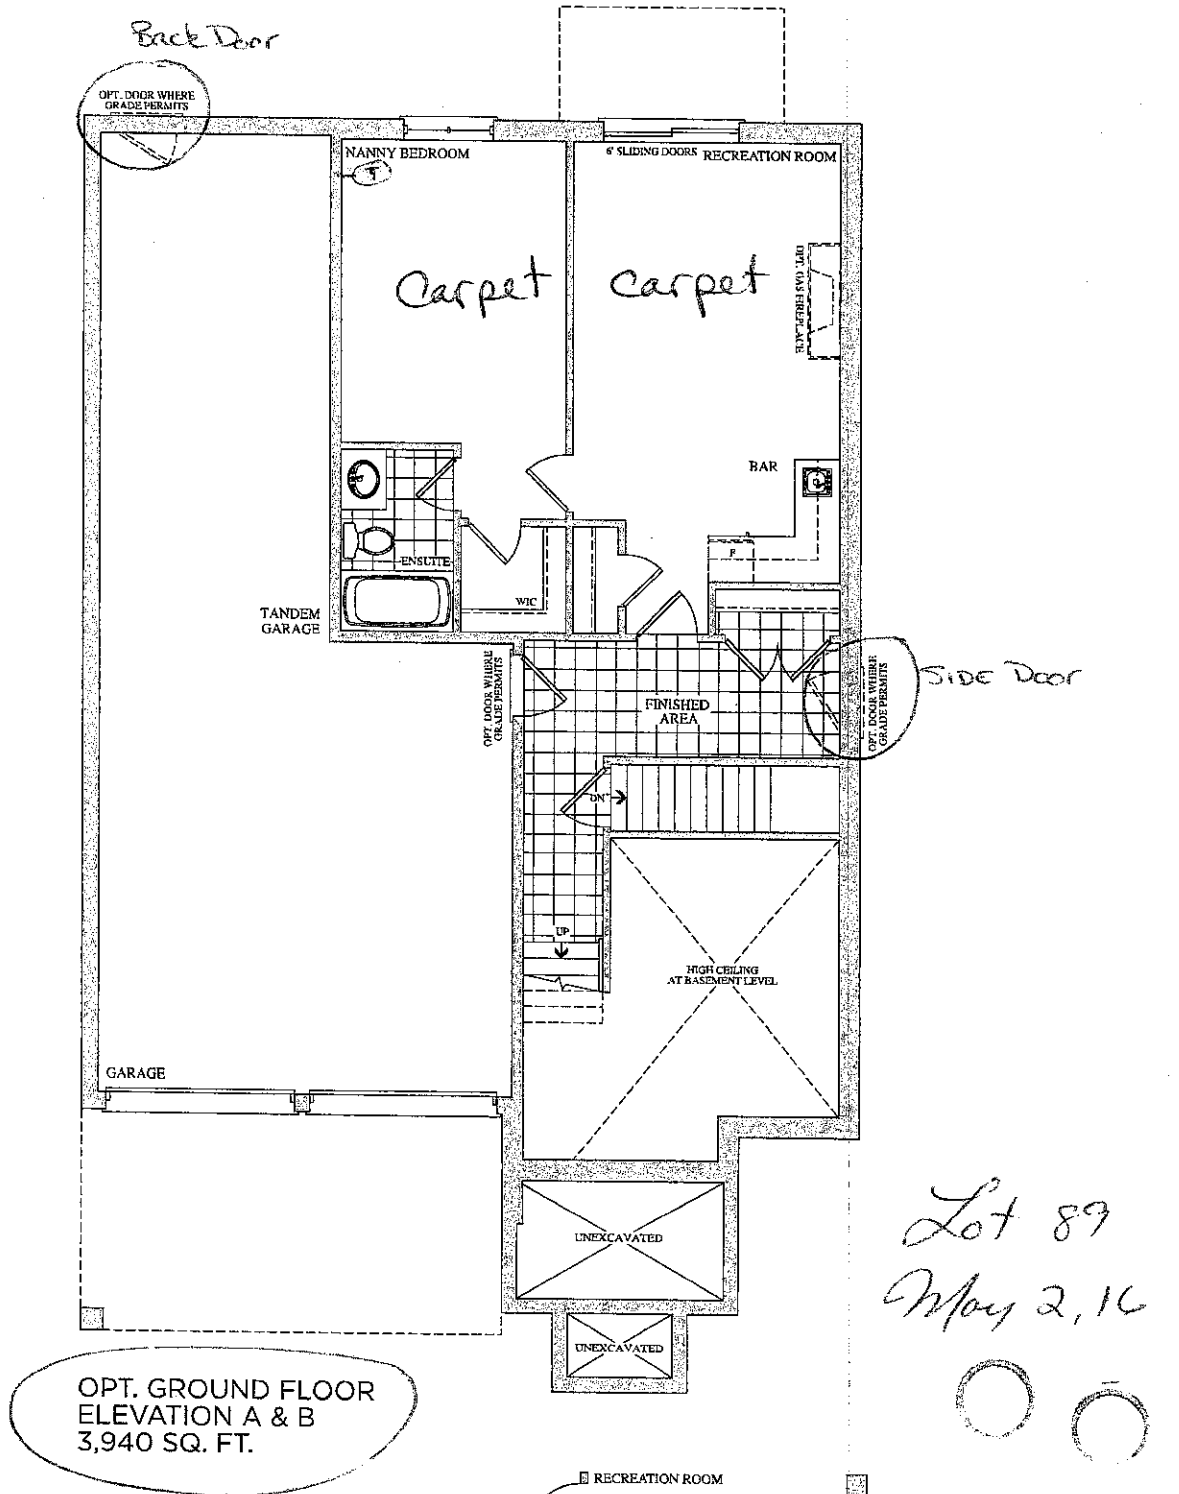 Back Door
OPT. DOOR WHERE
GRADE PERMITS
NANNY BEDROOM
6' SLIDING DOORS
RECREATION ROOM
T
Carpet
Carpet
OPT. GAS FIREPLACE
BAR
F
ENSUITE
WIC
TANDEM
GARAGE
OPT. DOOR WHERE
GRADE PERMITS
FINISHED
AREA
OPT. DOOR WHERE
GRADE PERMITS
SIDE Door
DN
UP
HIGH CEILING
AT BASEMENT LEVEL
GARAGE
UNEXCAVATED
UNEXCAVATED
Lot 89
May 2, 16
OPT. GROUND FLOOR
ELEVATION A & B
3,940 SQ. FT.
RECREATION ROOM